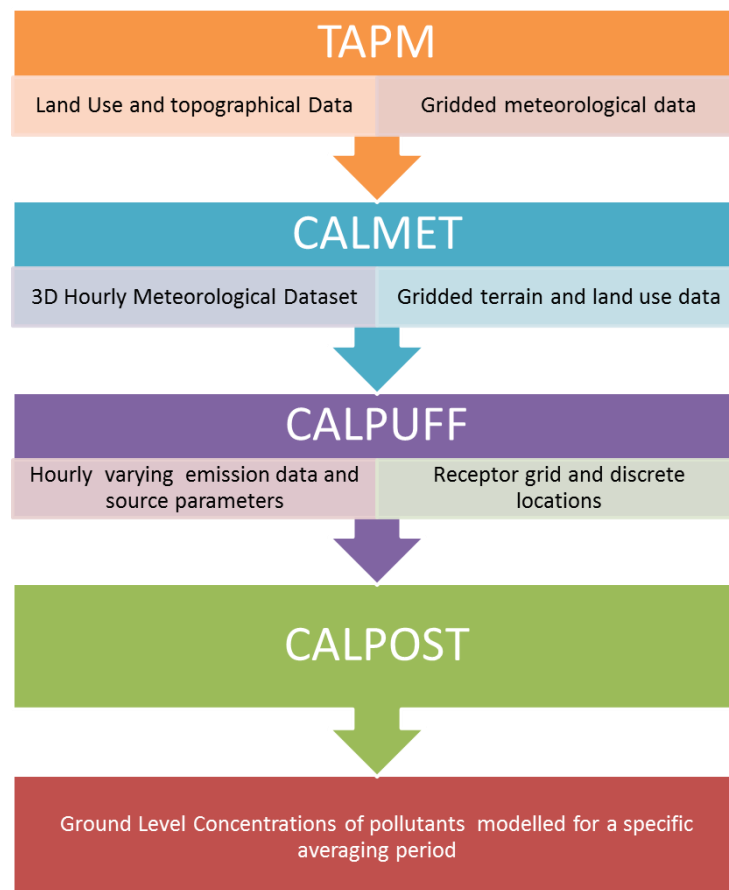 TAPM
Land Use and topographical Data
Gridded meteorological data
CALMET
3D Hourly Meteorological Dataset
Gridded terrain and land use data
CALPUFF
Hourly varying emission data and
source parameters
Receptor grid and discrete
locations
CALPOST
Ground Level Concentrations of pollutants modelled for a specific
averaging period